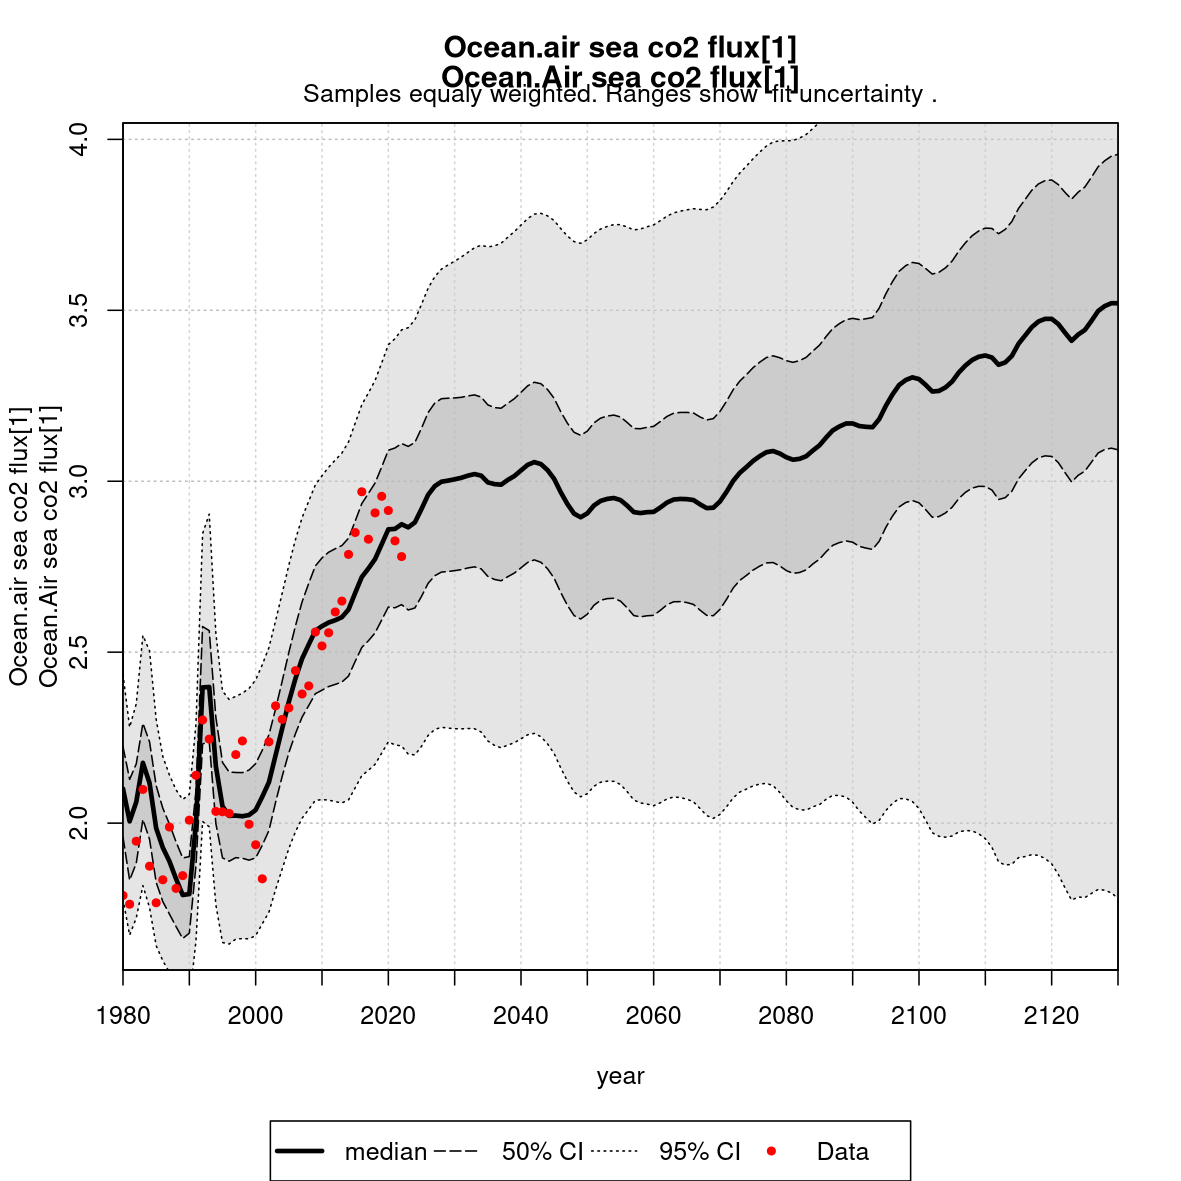 Ocean.air sea co2 flux[1]
Ocean.Air sea co2 flux[1]
Samples equaly weighted. Ranges show 'fit uncertainty .
Ocean.air sea co2 flux[1]
Ocean.Air sea co2 flux[1]
4.0
3.5
3.0
2.5
2.0
1980 2000 2020 2040 2060 2080 2100 2120
year
median 50% CI 95% CI Data